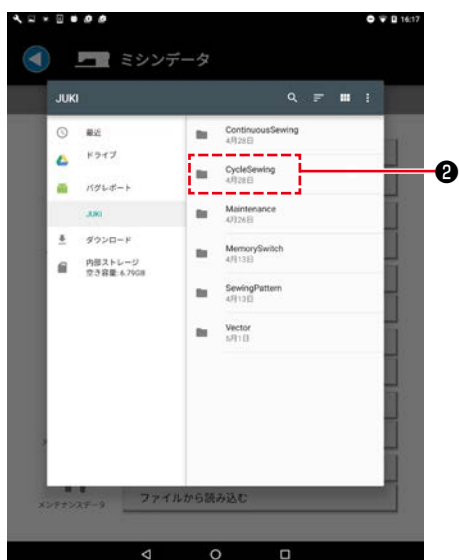 16:17
ミシンデータ
JUKI
最近
ドライブ
バグレポート
JUKI
ダウンロード
内部ストレージ
空き容量: 6.79GB
ContinuousSewing
4月28日
CycleSewing
4月28日
Maintenance
4月26日
MemorySwitch
4月13日
SewingPattern
4月13日
Vector
5月1日
❷
メンテナンスデータ
ファイルから読み込む